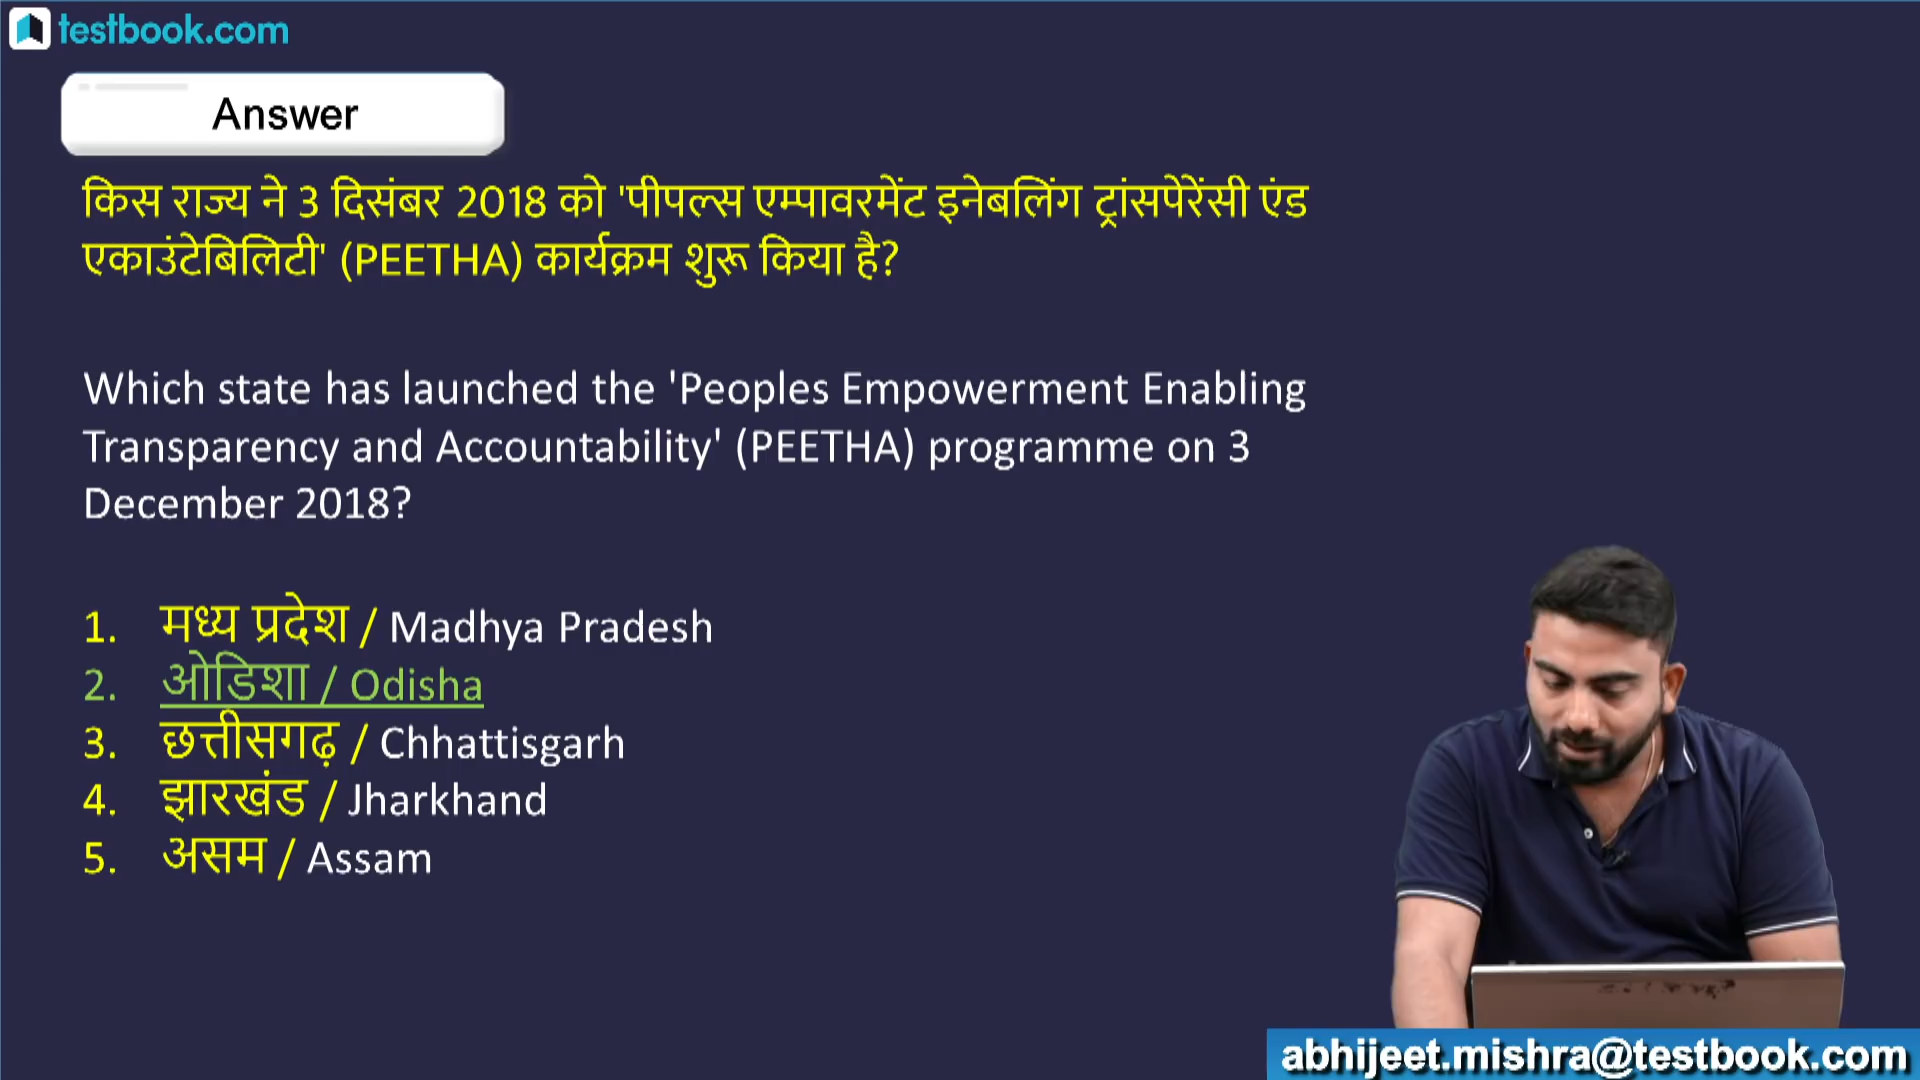 testbook.com
Answer
किस राज्य ने 3 दिसंबर 2018 को 'पीपल्स एम्पावरमेंट इनेबलिंग ट्रांसपेरेंसी एंड
एकाउंटेबिलिटी' (PEETHA) कार्यक्रम शुरू किया है?
Which state has launched the 'Peoples Empowerment Enabling
Transparency and Accountability' (PEETHA) programme on 3
December 2018?
1. मध्य प्रदेश / Madhya Pradesh
2. ओडिशा / Odisha
3. छत्तीसगढ़ / Chhattisgarh
4. झारखंड / Jharkhand
5. असम / Assam
abhijeet.mishra@testbook.com